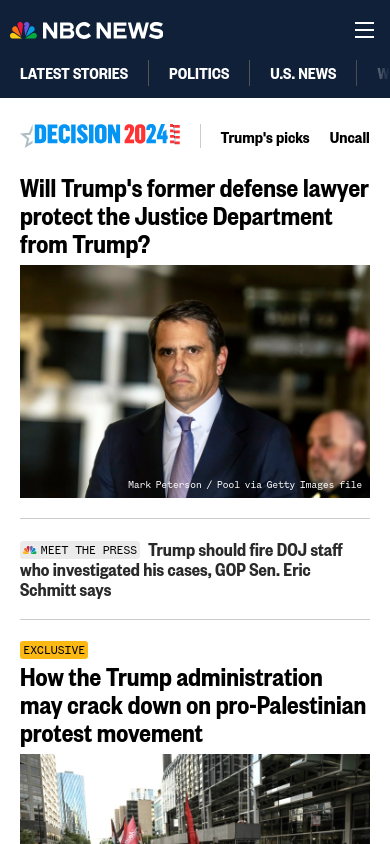 NBC NEWS
LATEST STORIES
POLITICS
U.S. NEWS
DECISION 2024
Trump's picks
Uncall
Will Trump's former defense lawyer
protect the Justice Department
from Trump?
Mark Peterson / Pool via Getty Images file
MEET THE PRESS Trump should fire DOJ staff
who investigated his cases, GOP Sen. Eric
Schmitt says
EXCLUSIVE
How the Trump administration
may crack down on pro-Palestinian
protest movement